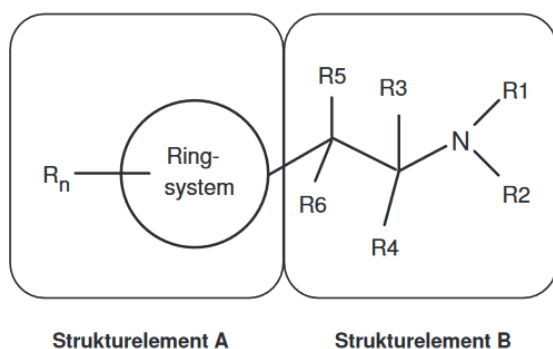 R5
R3
R1
Ring-
system
N
Rn
R6
R2
R4
Strukturelement A
Strukturelement B